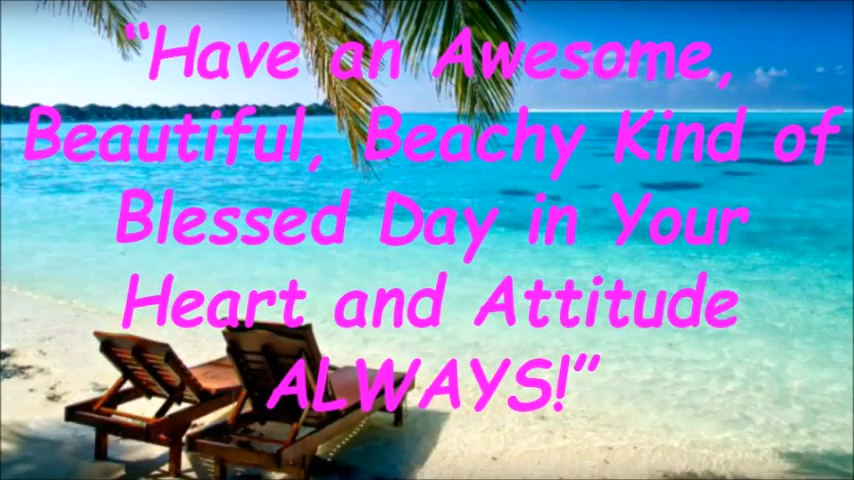 “Have an Awesome,
Beautiful, Beachy Kind of
Blessed Day in Your
Heart and Attitude
ALWAYS!”